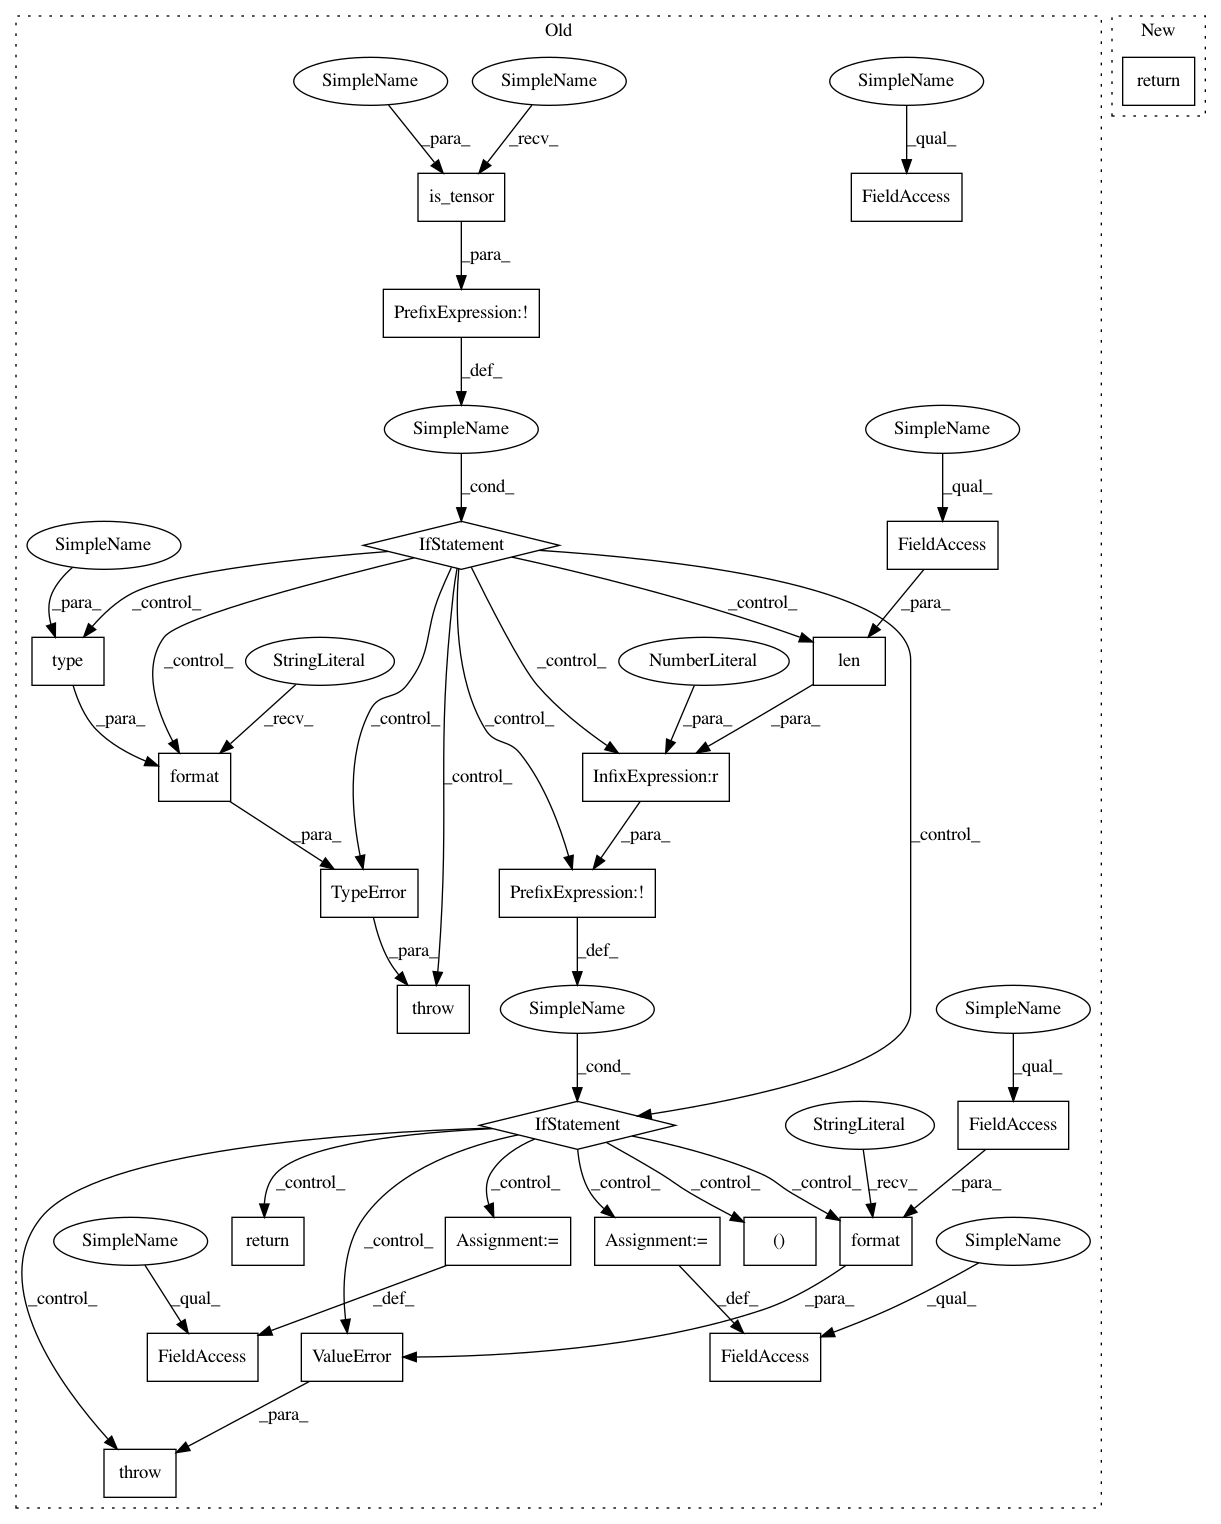 Old
New
SimpleName
SimpleName
SimpleName
return
_para_
_recv_
_qual_
is_tensor
FieldAccess
_para_
PrefixExpression:!
_def_
SimpleName
SimpleName
_cond_
_qual_
SimpleName
IfStatement
FieldAccess
_para_
_control_
_control_
_para_
type
_control_
StringLiteral
_control_
NumberLiteral
len
_para_
_recv_
_control_
_control_
_para_
_para_
format
_control_
InfixExpression:r
_para_
_para_
_control_
TypeError
PrefixExpression:!
_para_
_def_
throw
SimpleName
SimpleName
_cond_
_qual_
IfStatement
StringLiteral
FieldAccess
_control_
_control_
_control_
_control_
_control_
_recv_
_para_
SimpleName
return
_control_
Assignment:=
Assignment:=
()
format
SimpleName
_control_
_qual_
_def_
_def_
_para_
_qual_
FieldAccess
ValueError
FieldAccess
_para_
throw